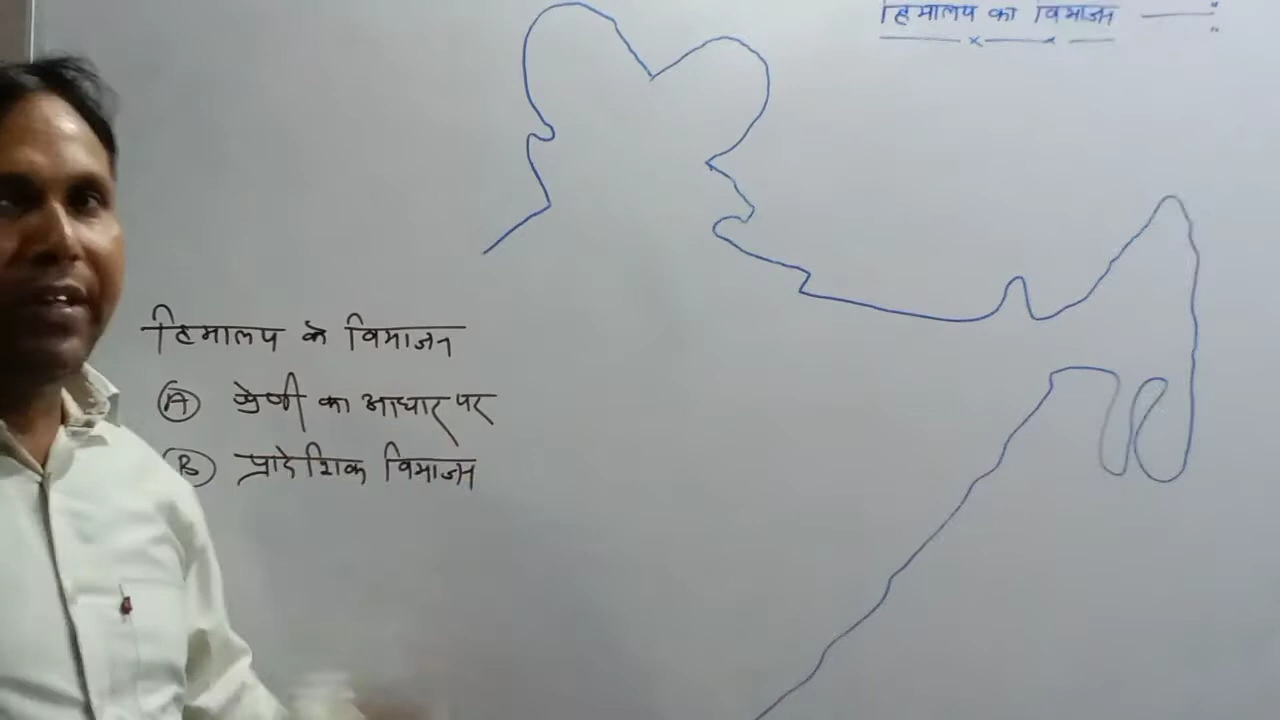 हिमालय का विभाजन
हिमालय के विभाजन
A श्रेणी का आधार पर
B प्रादेशिक विभाजन